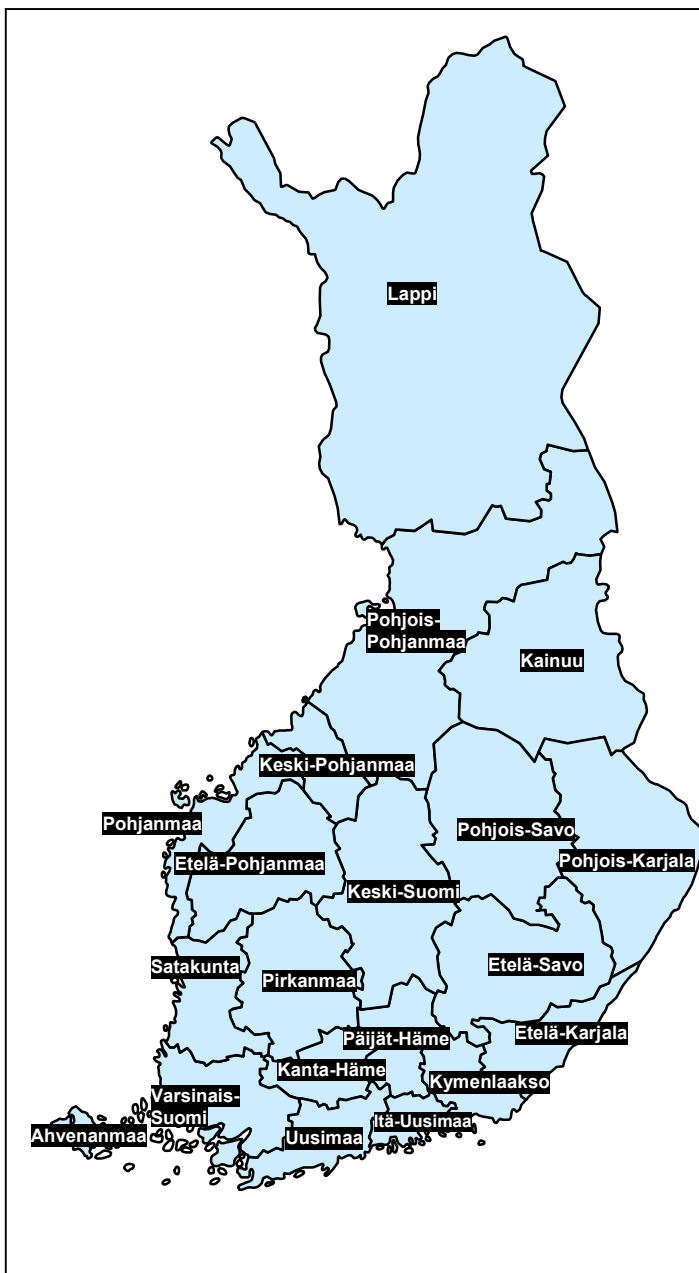 Lappi
Pohjois-
Pohjanmaa
Kainuu
Keski-Pohjanmaa
Pohjanmaa
Pohjois-Savo
Etelä-Pohjanmaa
Pohjois-Karjala
Keski-Suomi
Satakunta
Etelä-Savo
Pirkanmaa
Etelä-Karjala
Päijät-Häme
Kanta-Häme
Kymenlaakso
Varsinais-
Suomi
Itä-Uusimaa
Ahvenanmaa
Uusimaa